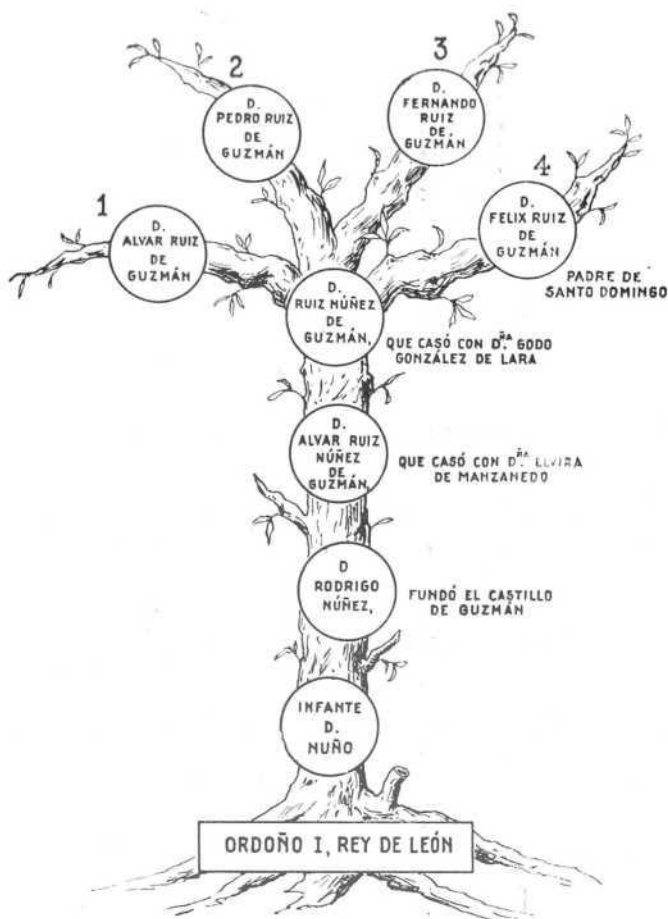 1
D.
ALVAR RUIZ
DE
GUZMÁN
2
D.
PEDRO RUIZ
DE
GUZMÁN
3
D.
FERNANDO
RUIZ
DE,
GUZMÁN
4
D.
FELIX RUIZ
DE
GUZMÁN
PADRE DE
SANTO DOMINGO
D.
RUIZ NÚÑEZ
DE
GUZMÁN,
QUE CASÓ CON DÑA. GODO
GONZÁLEZ DE LARA
D.
ALVAR RUIZ
NÚÑEZ
DE
GUZMÁN,
QUE CASÓ CON DÑA. ELVIRA
DE MANZANEDO
D
RODRIGO
NÚÑEZ,
FUNDÓ EL CASTILLO
DE GUZMÁN
INFANTE
D.
NUÑO
ORDOÑO I, REY DE LEÓN